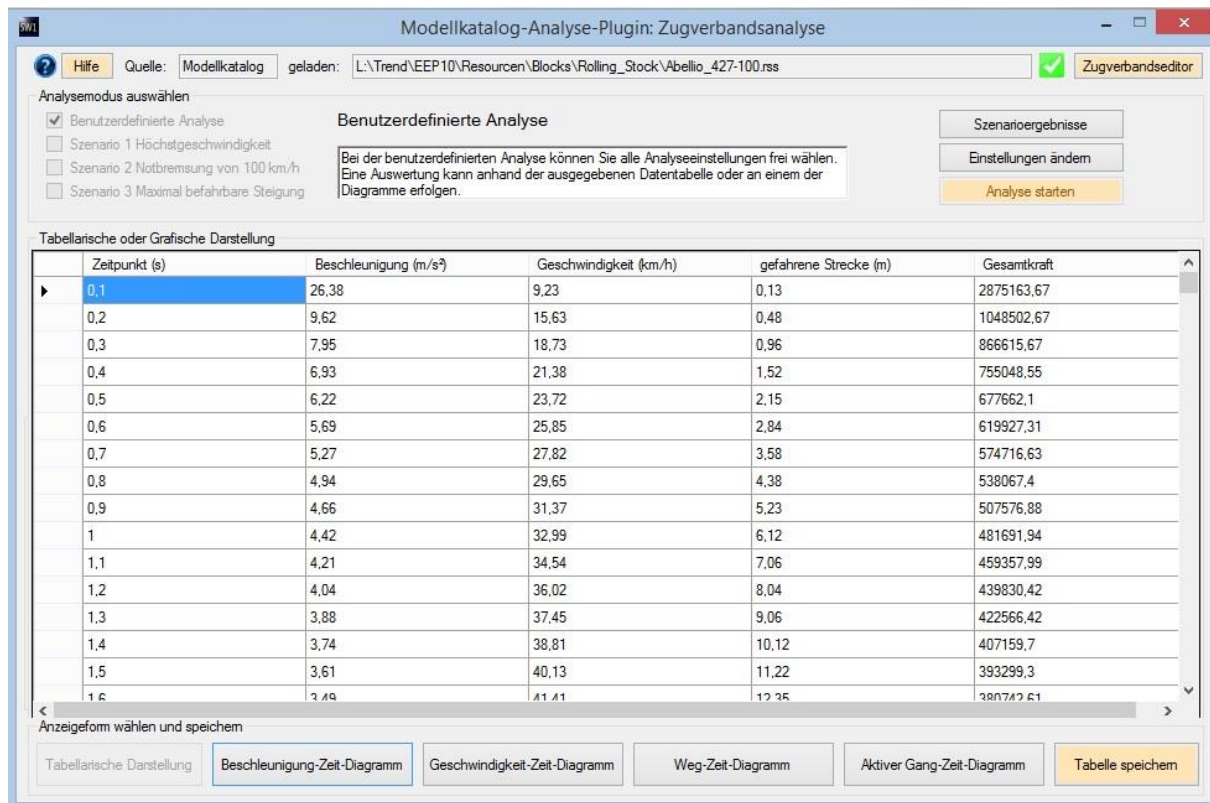 SW1 Modellkatalog-Analyse-Plugin: Zugverbandsanalyse
? Hilfe Quelle: Modellkatalog geladen: L:\Trend\EEP10\Resourcen\Blocks\Rolling_Stock\Abellio_427-100.rss Zugverbandseditor
Analysemodus auswählen
Benutzerdefinierte Analyse
Szenario 1 Höchstgeschwindigkeit
Szenario 2 Notbremsung von 100 km/h
Szenario 3 Maximal befahrbare Steigung
Benutzerdefinierte Analyse
Bei der benutzerdefinierten Analyse können Sie alle Analyseeinstellungen frei wählen.
Eine Auswertung kann anhand der ausgegebenen Datentabelle oder an einem der
Diagramme erfolgen.
Szenarioergebnisse
Einstellungen ändern
Analyse starten
Tabellarische oder Grafische Darstellung
Zeitpunkt (s) Beschleunigung (m/s²) Geschwindigkeit (km/h) gefahrene Strecke (m) Gesamtkraft
0,1 26,38 9,23 0,13 2875163,67
0,2 9,62 15,63 0,48 1048502,67
0,3 7,95 18,73 0,96 866615,67
0,4 6,93 21,38 1,52 755048,55
0,5 6,22 23,72 2,15 677662,1
0,6 5,69 25,85 2,84 619927,31
0,7 5,27 27,82 3,58 574716,63
0,8 4,94 29,65 4,38 538067,4
0,9 4,66 31,37 5,23 507576,88
1 4,42 32,99 6,12 481691,94
1,1 4,21 34,54 7,06 459357,99
1,2 4,04 36,02 8,04 439830,42
1,3 3,88 37,45 9,06 422566,42
1,4 3,74 38,81 10,12 407159,7
1,5 3,61 40,13 11,22 393299,3
1,6 3,49 41,41 12,35 380742,61
Anzeigeform wählen und speichern
Tabellarische Darstellung Beschleunigung-Zeit-Diagramm Geschwindigkeit-Zeit-Diagramm Weg-Zeit-Diagramm Aktiver Gang-Zeit-Diagramm Tabelle speichern